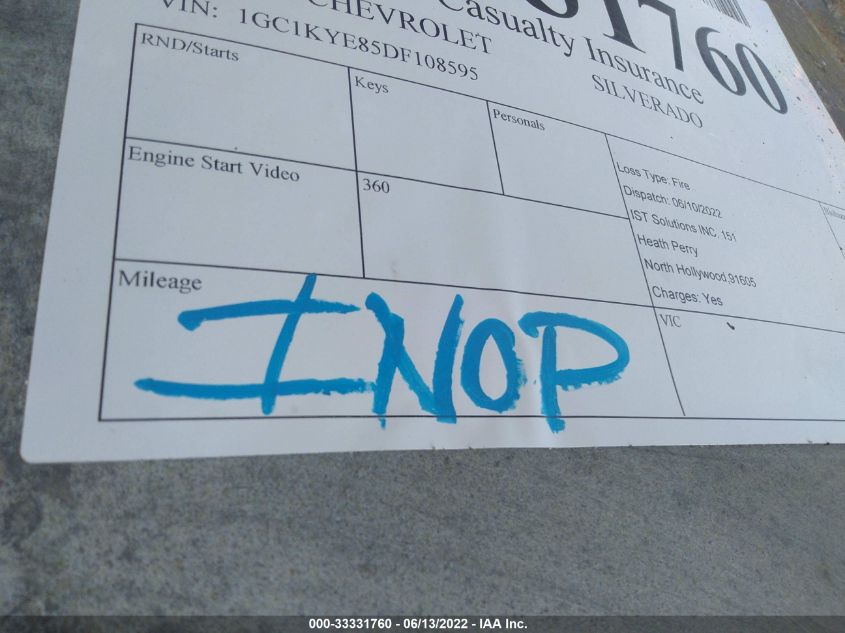 Casualty Insurance
1760
CHEVROLET
SILVERADO
VIN: 1GC1KYE85DF108595
RND/Starts
Keys
Personals
Engine Start Video
360
Loss Type: Fire
Dispatch: 06/10/2022
IST Solutions INC. 151
Heath Perry
North Hollywood,91605
Charges: Yes
Mileage
INOP
VIC
000-33331760 - 06/13/2022 - IAA Inc.